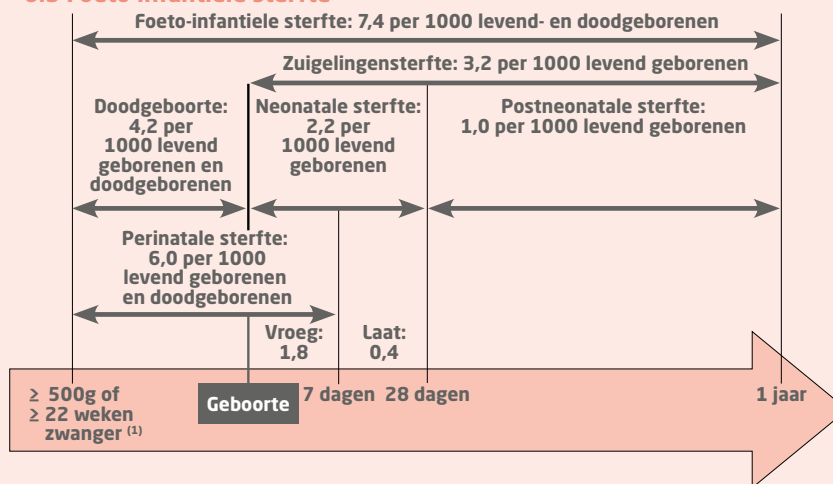 Foeto-infantiele sterfte: 7,4 per 1000 levend- en doodgeborenen
Zuigelingensterfte: 3,2 per 1000 levend geborenen
Doodgeboorte:
4,2 per
1000 levend
geborenen en
doodgeborenen
Neonatale sterfte:
2,2 per
1000 levend
geborenen
Postneonatale sterfte:
1,0 per 1000 levend geborenen
Perinatale sterfte:
6,0 per 1000
levend geborenen
en doodgeborenen
Vroeg:
1,8
Laat:
0,4
≥ 500g of
≥ 22 weken
zwanger (1)
Geboorte
7 dagen
28 dagen
1 jaar